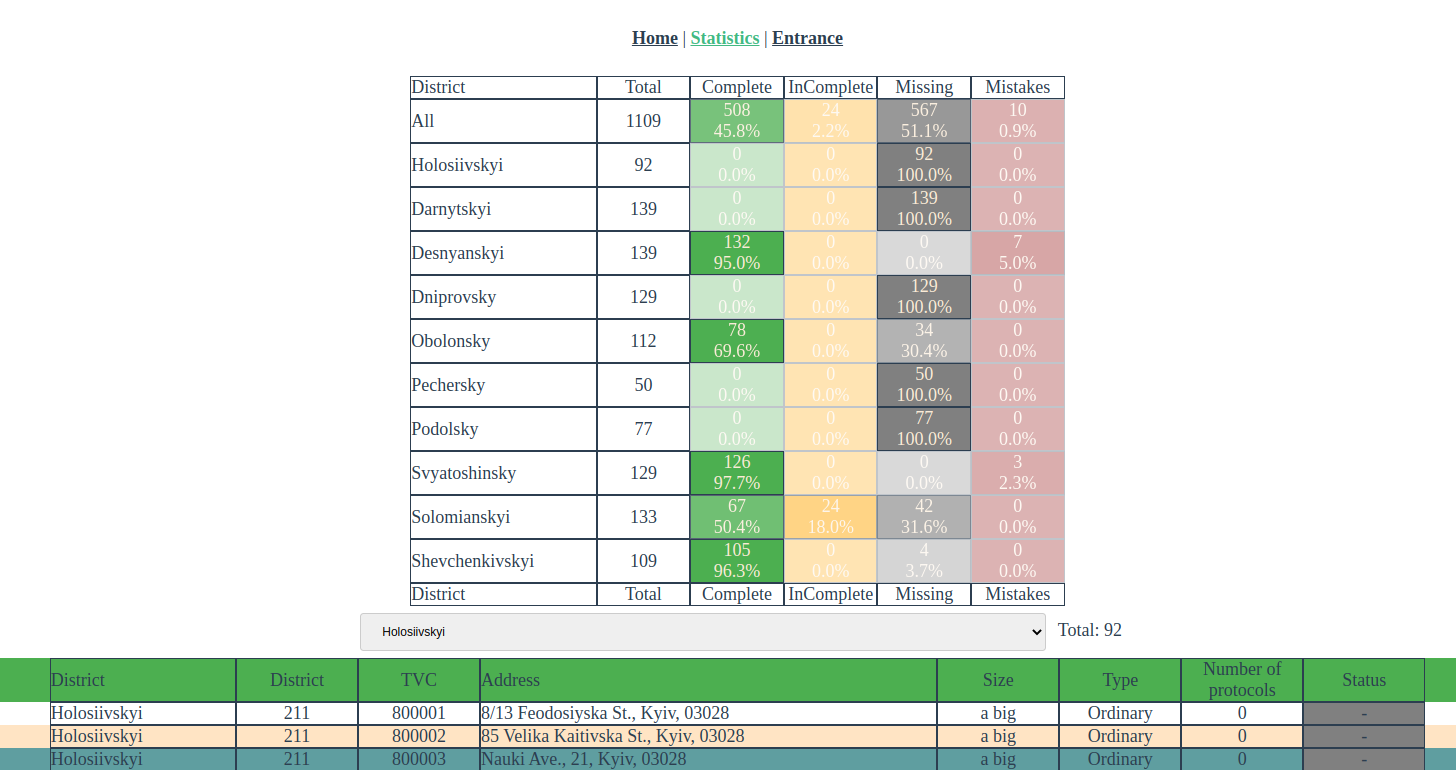 Home | Statistics | Entrance
District Total Complete InComplete Missing Mistakes
All 1109 508 45.8% 24 2.2% 567 51.1% 10 0.9%
Holosiivskyi 92 0 0.0% 0 0.0% 92 100.0% 0 0.0%
Darnytskyi 139 0 0.0% 0 0.0% 139 100.0% 0 0.0%
Desnyanskyi 139 132 95.0% 0 0.0% 0 0.0% 7 5.0%
Dniprovsky 129 0 0.0% 0 0.0% 129 100.0% 0 0.0%
Obolonsky 112 78 69.6% 0 0.0% 34 30.4% 0 0.0%
Pechersky 50 0 0.0% 0 0.0% 50 100.0% 0 0.0%
Podolsky 77 0 0.0% 0 0.0% 77 100.0% 0 0.0%
Svyatoshinsky 129 126 97.7% 0 0.0% 0 0.0% 3 2.3%
Solomianskyi 133 67 50.4% 24 18.0% 42 31.6% 0 0.0%
Shevchenkivskyi 109 105 96.3% 0 0.0% 4 3.7% 0 0.0%
District Total Complete InComplete Missing Mistakes
Holosiivskyi Total: 92
District District TVC Address Size Type Number of protocols Status
Holosiivskyi 211 800001 8/13 Feodosiyska St., Kyiv, 03028 a big Ordinary 0 -
Holosiivskyi 211 800002 85 Velika Kaitivska St., Kyiv, 03028 a big Ordinary 0 -
Holosiivskyi 211 800003 Nauki Ave., 21, Kyiv, 03028 a big Ordinary 0 -